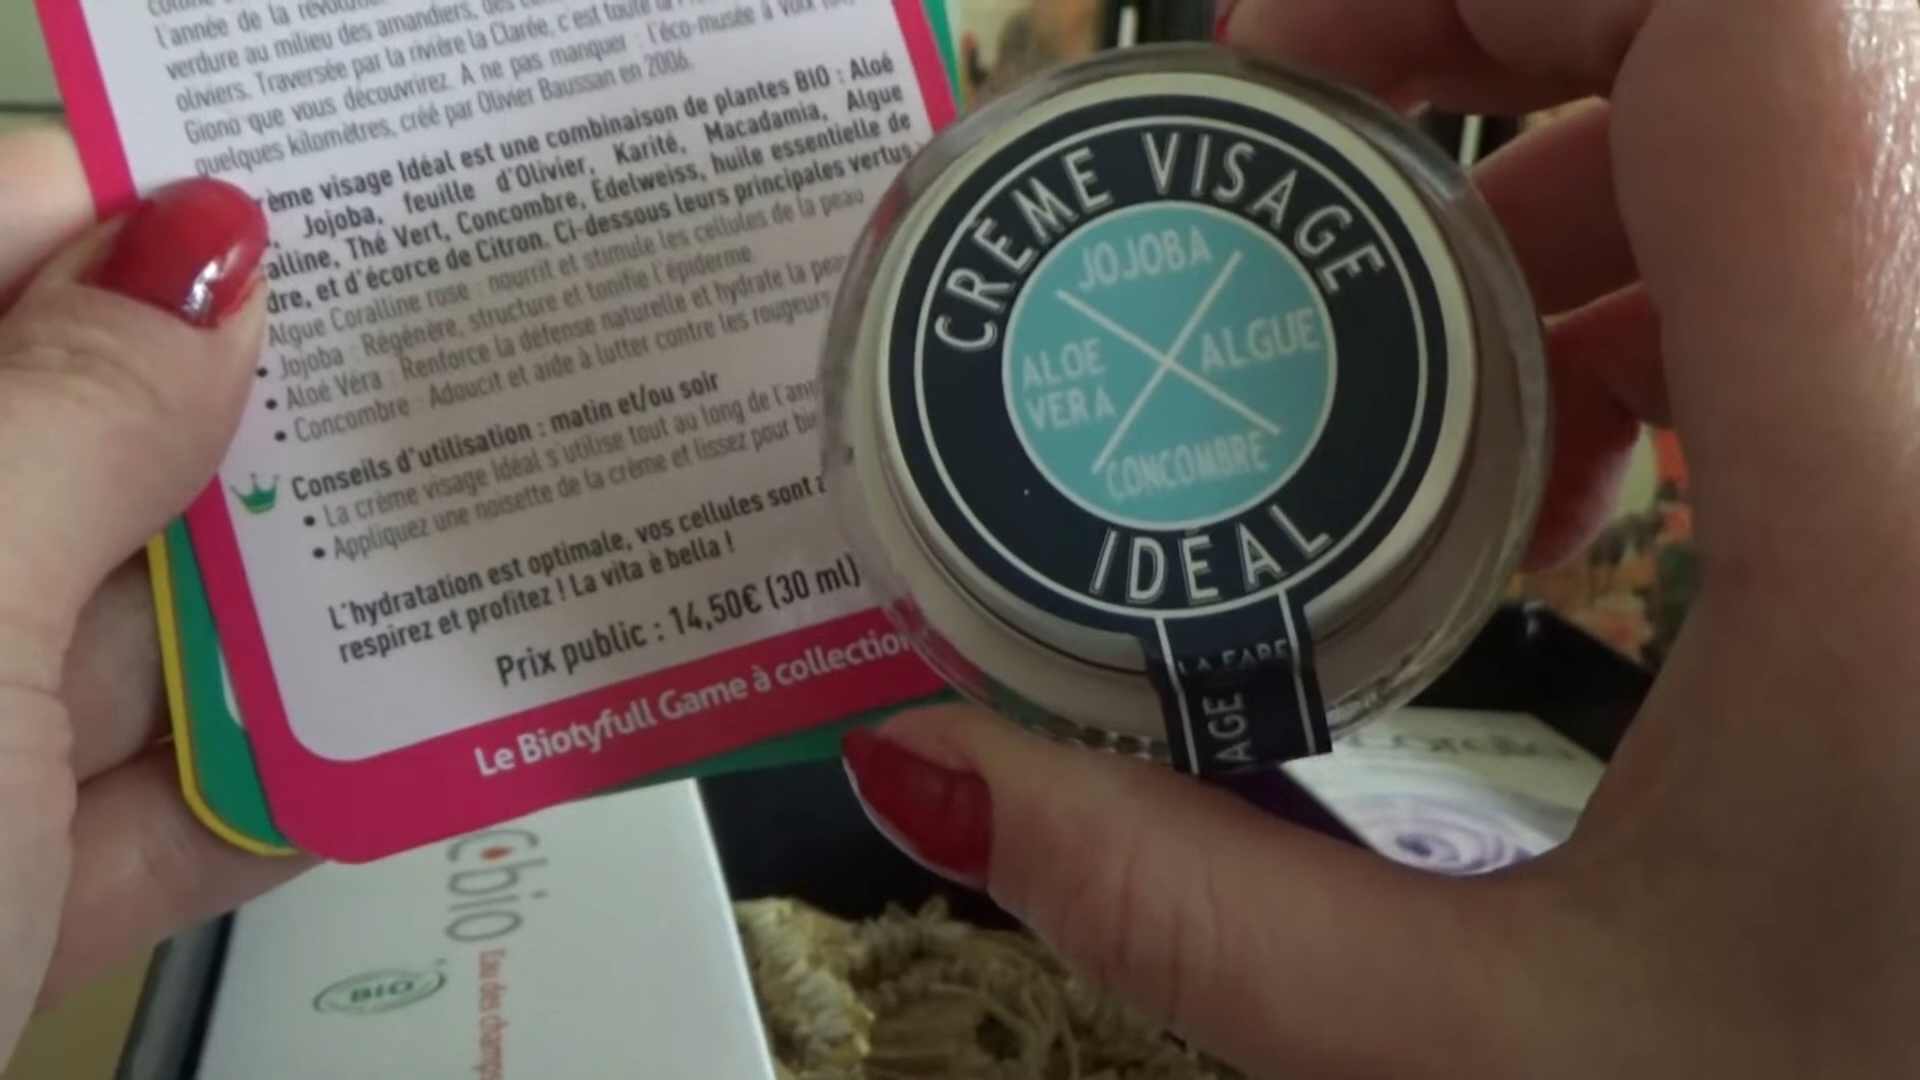 l'année de la
verdure au milieu des amandiers, des
oliviers. Traversée par la rivière la Clarée, c'est toute
Giono que vous découvrirez. A ne pas manquer : l'éco-musée à
quelques kilomètres, créé par Olivier Baussan en 2006.
rème visage Idéal est une combinaison de plantes BIO : Aloé
Jojoba, feuille d'Olivier, Karité, Macadamia, Algue
alline, Thé Vert, Concombre, Edelweiss, huile essentielle de
dre, et d'écorce de Citron. Ci-dessous leurs principales vertus
Algue Coralline rose : nourrit et stimule les cellules de la peau
• Jojoba : Régénère, structure et tonifie l'épiderme
• Aloé Véra : Renforce la défense naturelle et hydrate la
• Concombre : Adoucit et aide à lutter contre les rougeurs
Conseils d'utilisation : matin et/ou soir
• La crème visage Idéal s'utilise tout au long de
• Appliquez une noisette de la crème et lissez pour
L'hydratation est optimale, vos cellules sont
respirez et profitez ! La vita è bella !
Prix public : 14,50€ (30 ml)
Le Biotyfull Game à collection
CRÈME VISAGE
JOJOBA
ALOE VERA
ALGUE
CONCOMBRE
IDÉAL
LA FARE
AGE
bio
BIO
Eau des champs